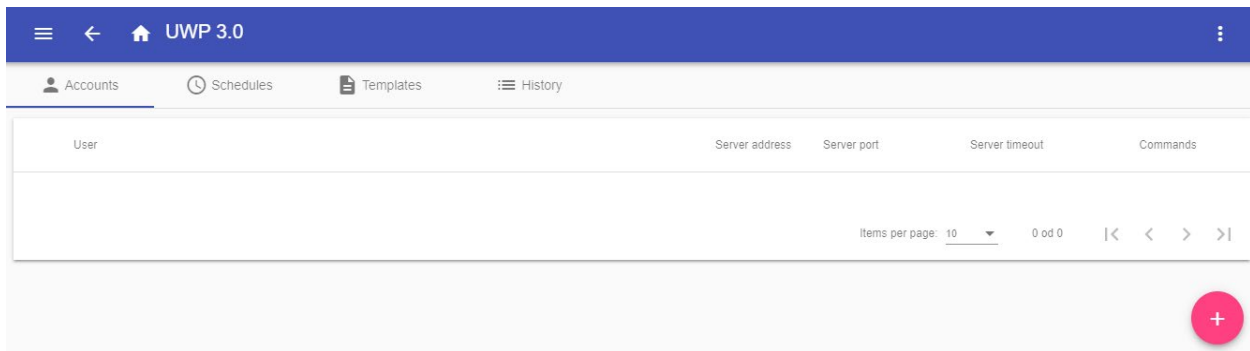 UWP 3.0
Accounts Schedules Templates History
User Server address Server port Server timeout Commands
Items per page: 10 0 od 0